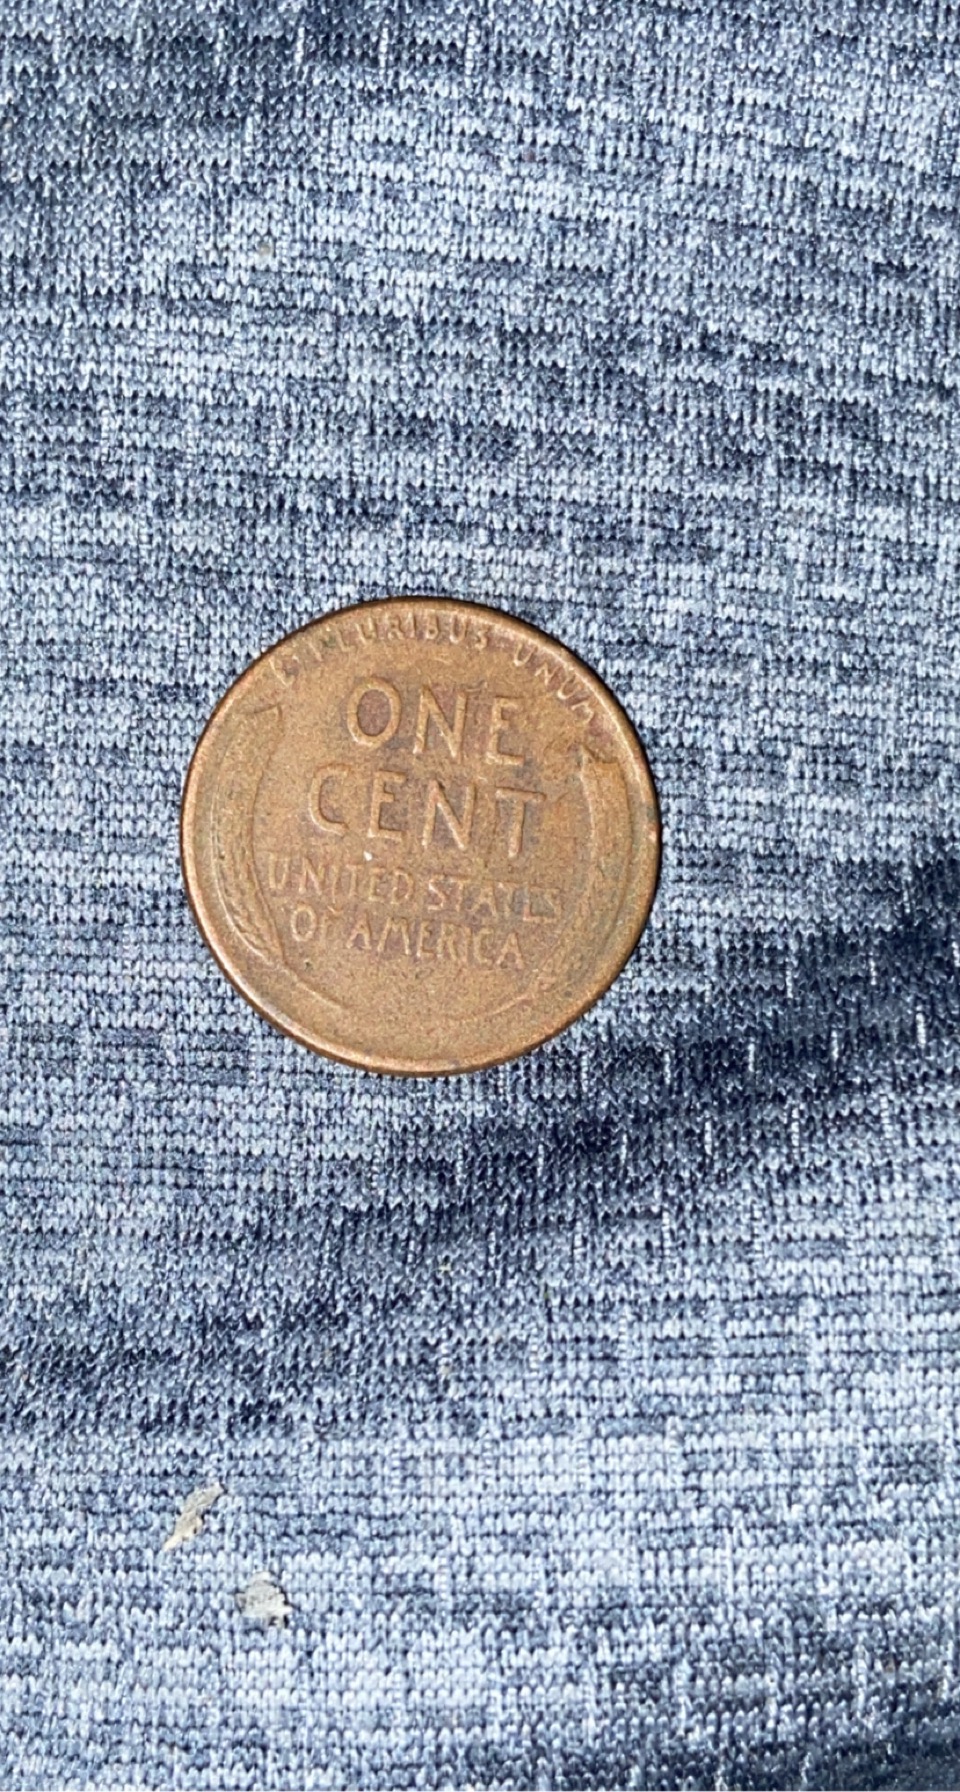 E PLURIBUS UNUM
ONE
CENT
UNITED STATES
OF AMERICA